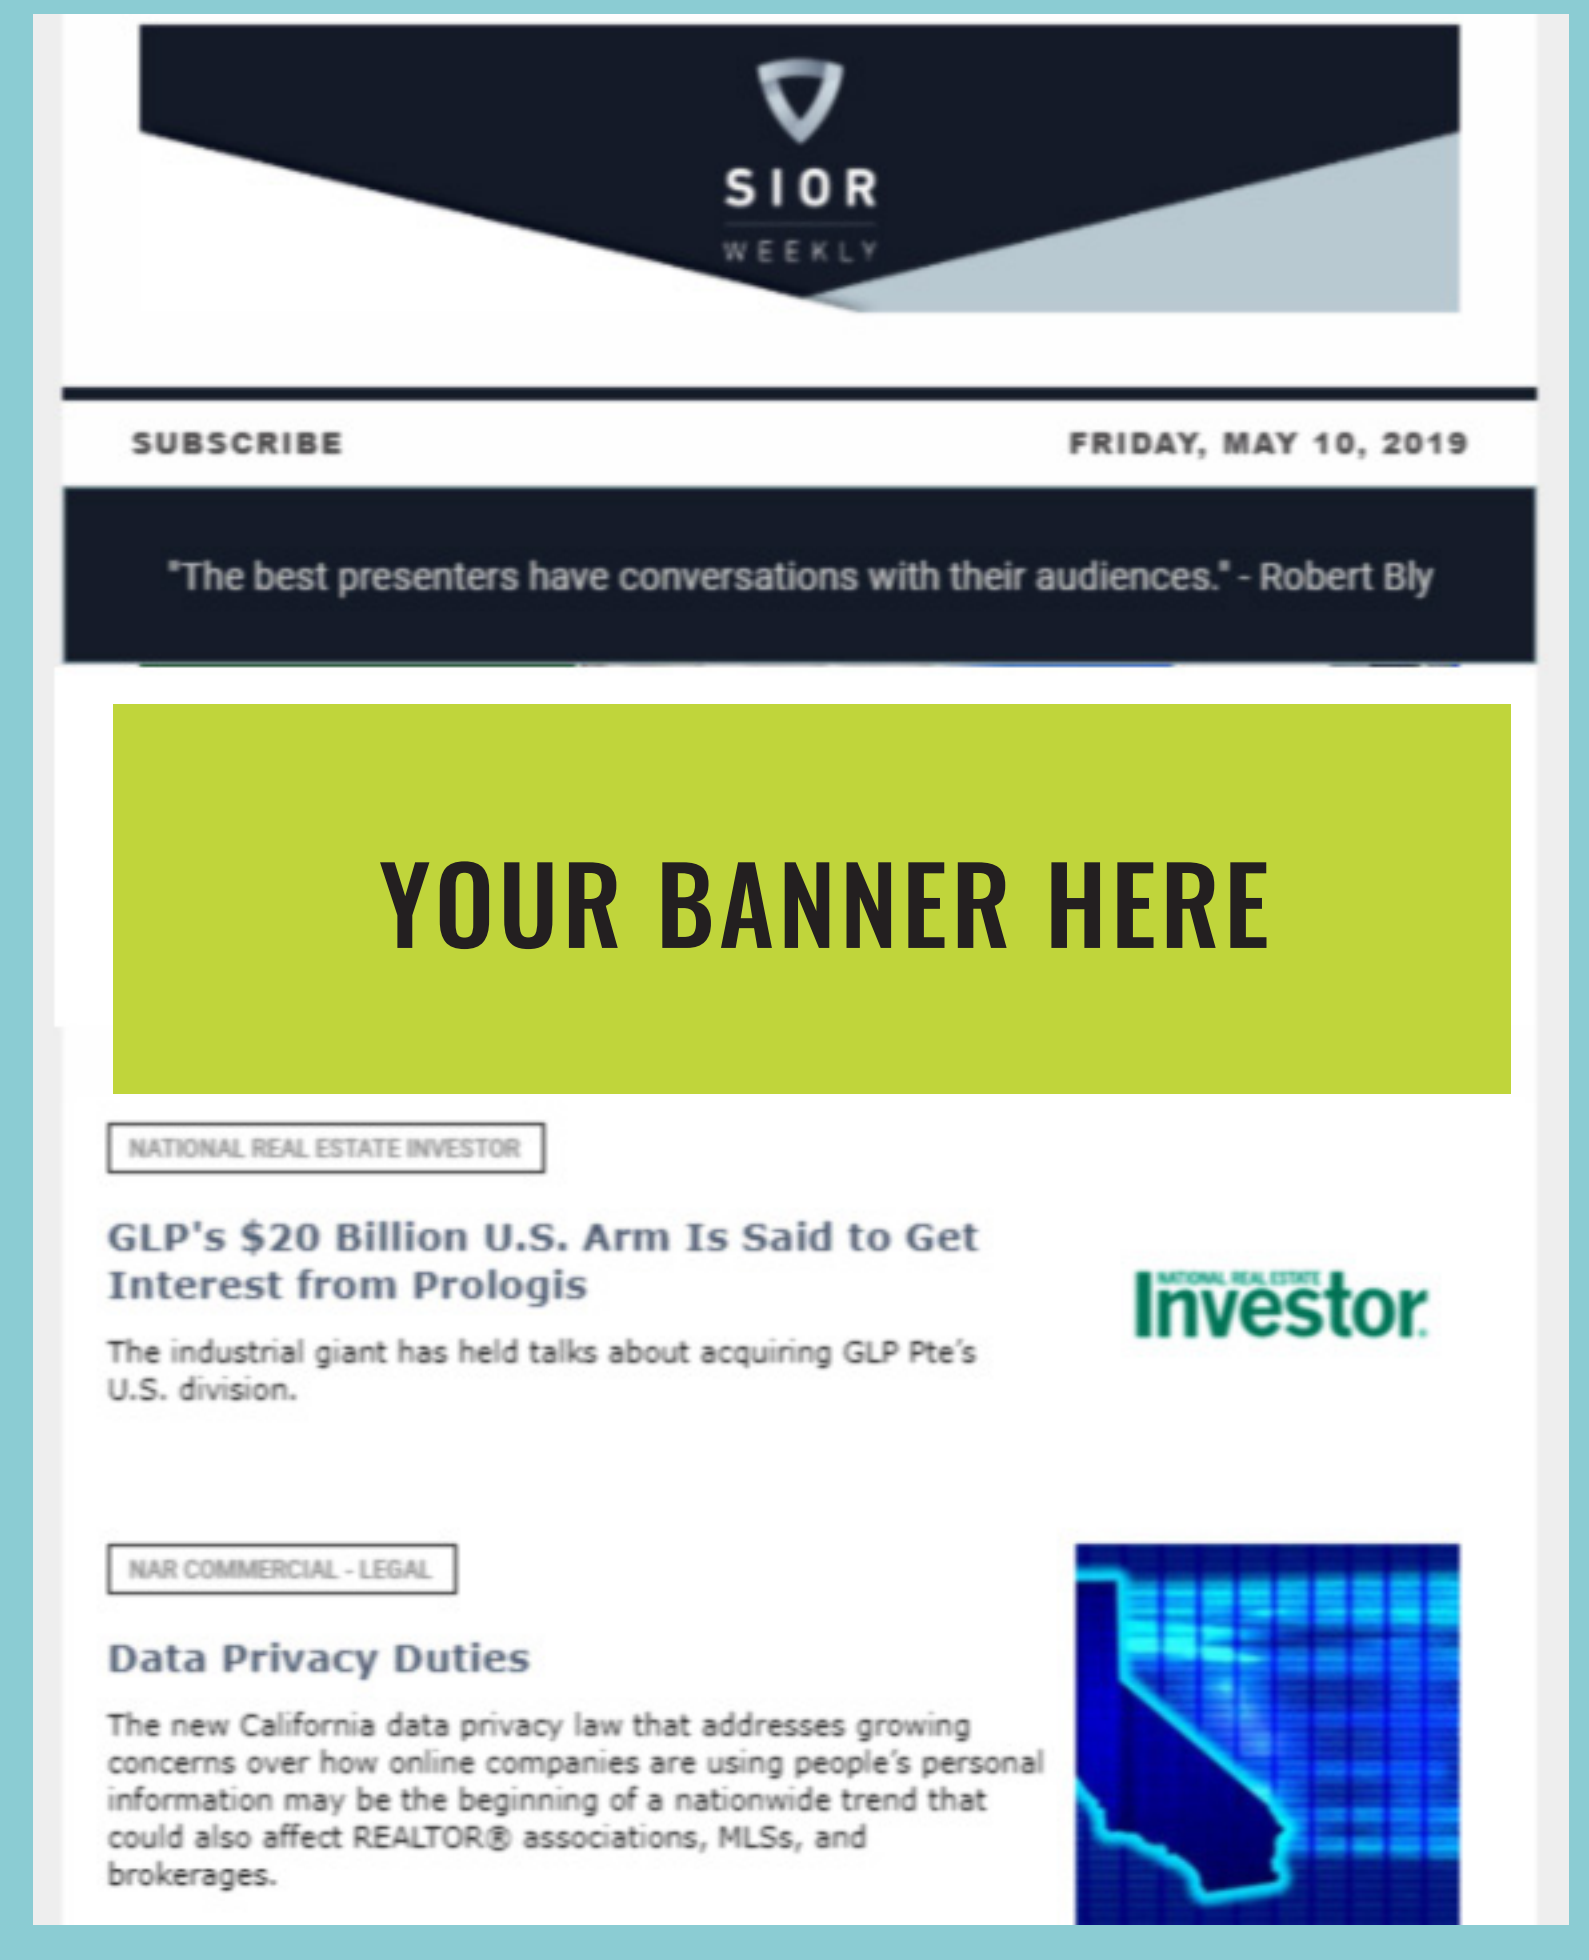 SIOR
WEEKLY
SUBSCRIBE
FRIDAY, MAY 10, 2019
"The best presenters have conversations with their audiences." - Robert Bly
YOUR BANNER HERE
NATIONAL REAL ESTATE INVESTOR
GLP's $20 Billion U.S. Arm Is Said to Get
Interest from Prologis
The industrial giant has held talks about acquiring GLP Pte’s
U.S. division.
NATIONAL REAL ESTATE
Investor.
NAR COMMERCIAL - LEGAL
Data Privacy Duties
The new California data privacy law that addresses growing
concerns over how online companies are using people’s personal
information may be the beginning of a nationwide trend that
could also affect REALTOR® associations, MLSs, and
brokerages.